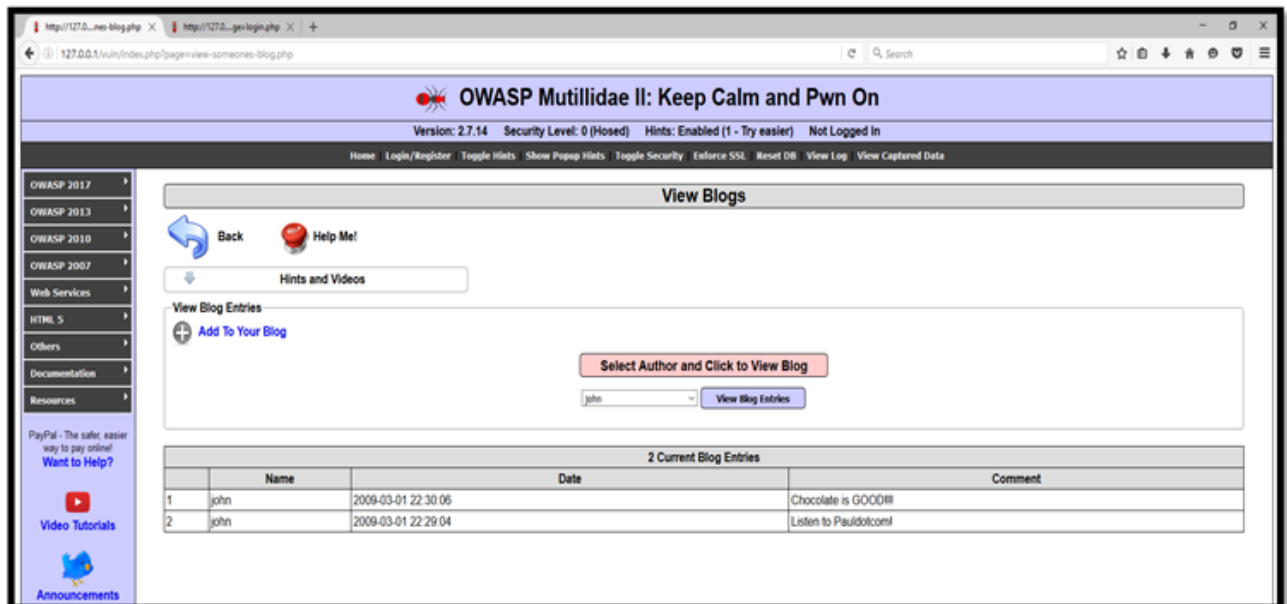 http://127.0....nes-blog.php
http://127.0....ge=login.php
127.0.0.1/vuln/index.php?page=view-someones-blog.php
Search
OWASP Mutillidae II: Keep Calm and Pwn On
Version: 2.7.14 Security Level: 0 (Hosed) Hints: Enabled (1 - Try easier) Not Logged In
Home Login/Register Toggle Hints Show Popup Hints Toggle Security Enforce SSL Reset DB View Log View Captured Data
OWASP 2017
OWASP 2013
OWASP 2010
OWASP 2007
Web Services
HTML 5
Others
Documentation
Resources
PayPal - The safer, easier
way to pay online!
Want to Help?
Video Tutorials
Announcements
View Blogs
Back
Help Me!
Hints and Videos
View Blog Entries
Add To Your Blog
Select Author and Click to View Blog
john
View Blog Entries
2 Current Blog Entries
Name Date Comment
1 john 2009-03-01 22:30:06 Chocolate is GOOD!!!
2 john 2009-03-01 22:29:04 Listen to Pauldotcom!